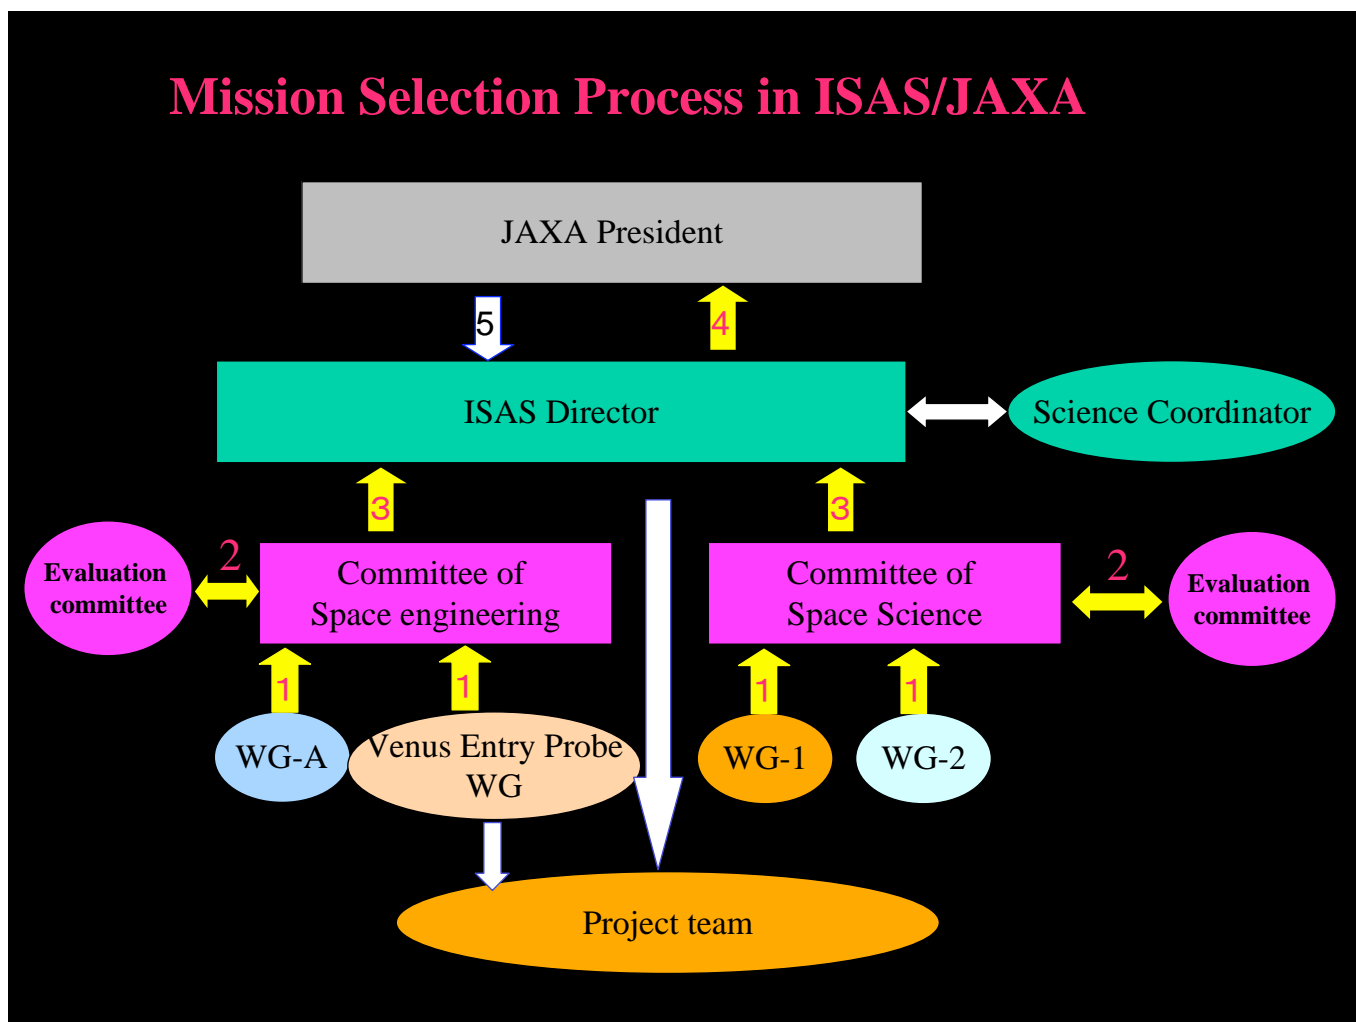 Mission Selection Process in ISAS/JAXA
JAXA President
5
4
ISAS Director
Science Coordinator
3
3
Evaluation
committee
2
Committee of
Space engineering
Committee of
Space Science
2
Evaluation
committee
1
1
1
1
WG-A
Venus Entry Probe
WG
WG-1
WG-2
Project team